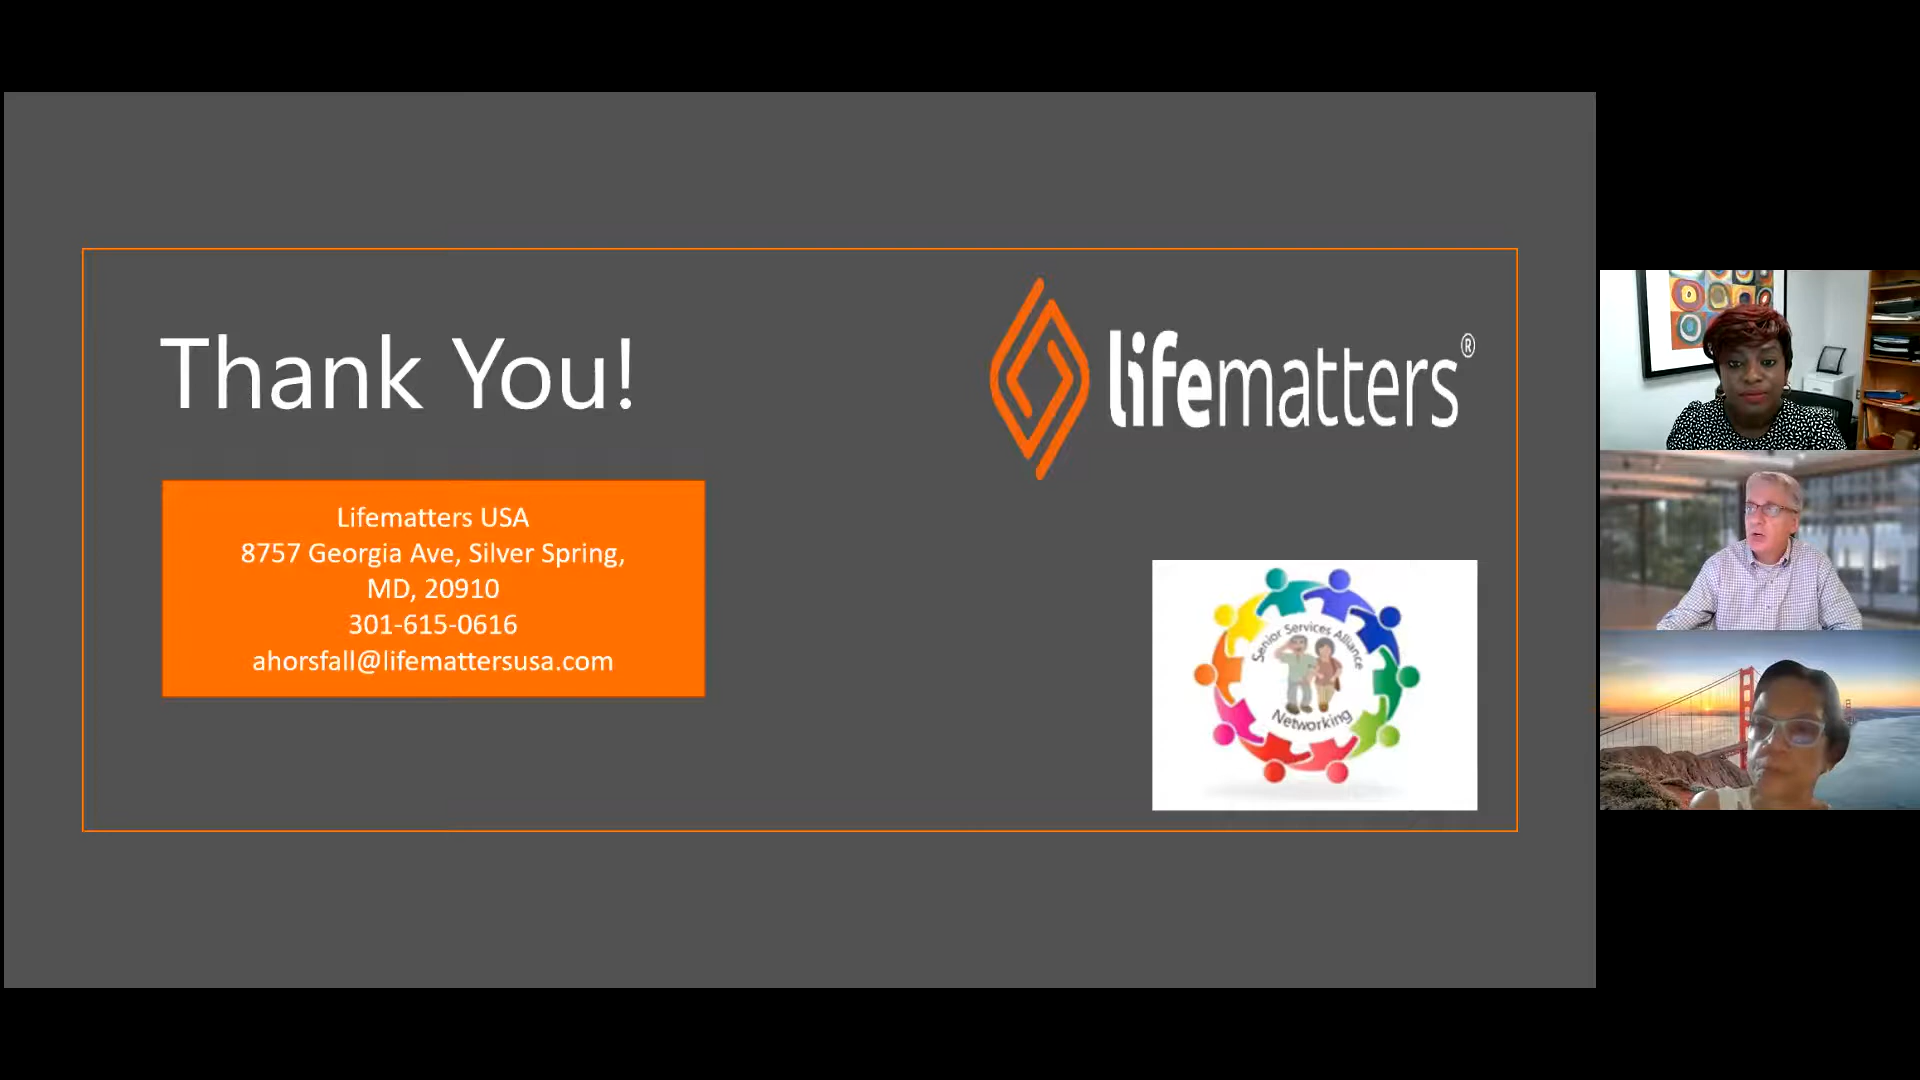 Thank You!
lifematters®
Lifematters USA
8757 Georgia Ave, Silver Spring,
MD, 20910
301-615-0616
ahorsfall@lifemattersusa.com
Senior Services Alliance
Networking